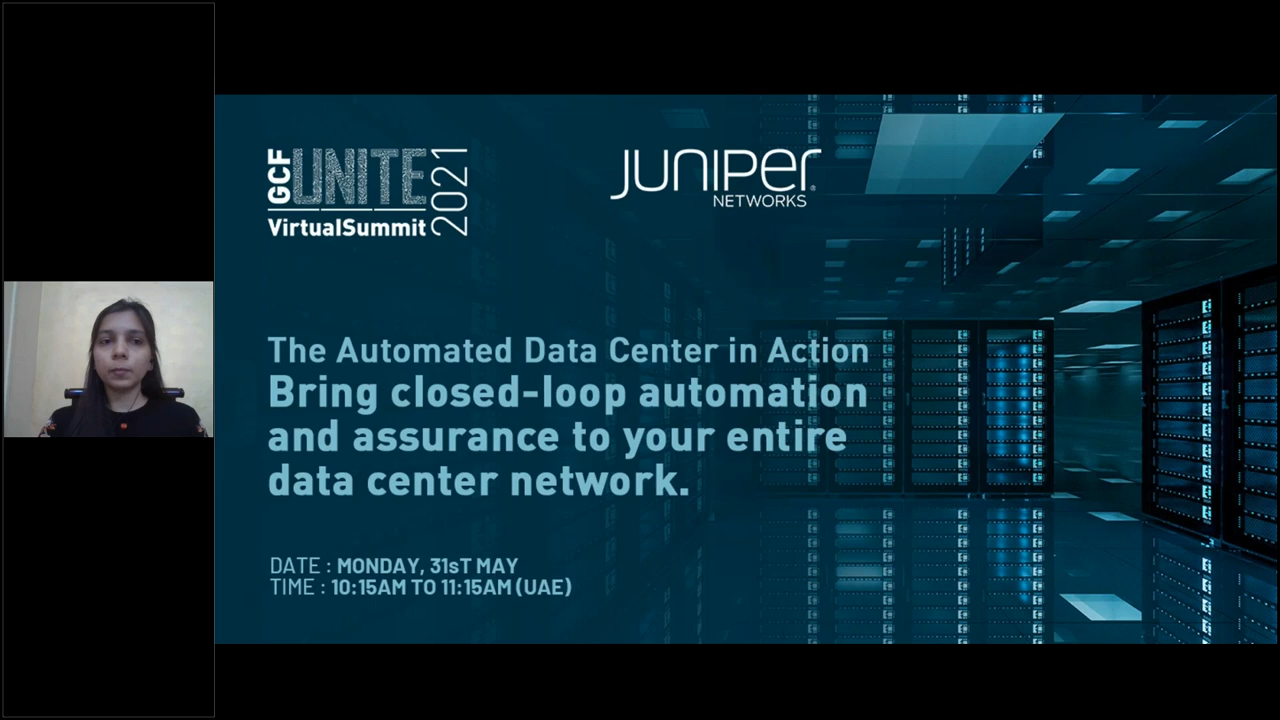 GCF UNITE 2021
VirtualSummit
JUNIPER
NETWORKS
The Automated Data Center in Action
Bring closed-loop automation
and assurance to your entire
data center network.
DATE : MONDAY, 31sT MAY
TIME : 10:15AM TO 11:15AM (UAE)